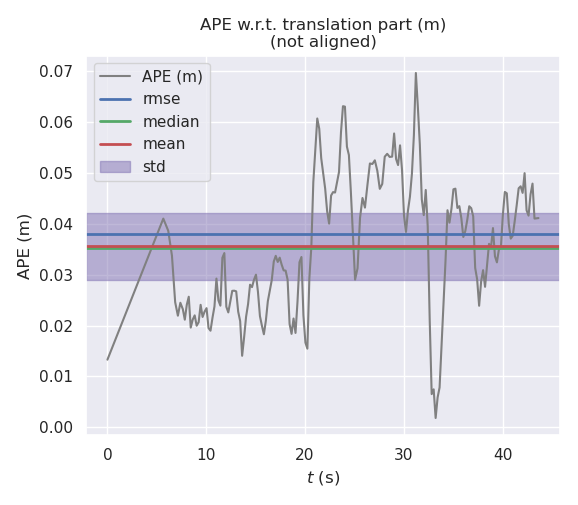 APE w.r.t. translation part (m)
(not aligned)
APE (m)
rmse
median
mean
std
APE (m)
0.07
0.06
0.05
0.04
0.03
0.02
0.01
0.00
0
10
20
30
40
t (s)